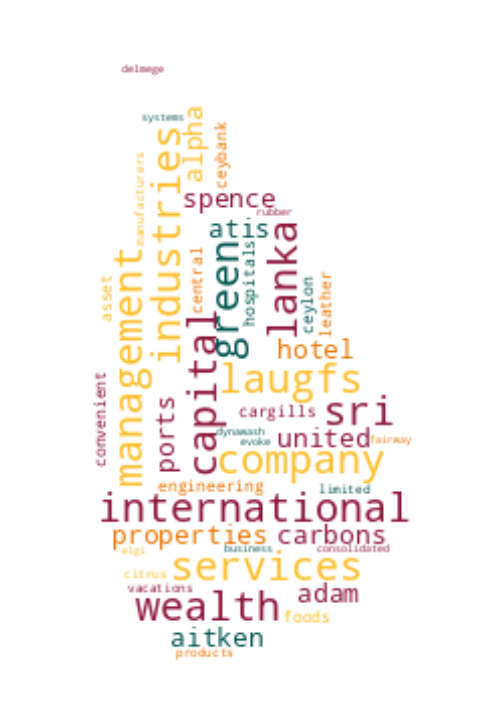 delmege
systems
alpha
ceybank
industries
manufacturers
spence
rubber
atis
lanka
green
hospitals
central
management
asset
ceylon
leather
capital
hotel
laugfs
convenient
ports
cargills
sri
dynawash
united
evoke
fairway
company
engineering
limited
international
properties
carbons
elgi
business
consolidated
services
citrus
vacations
adam
wealth
foods
aitken
products